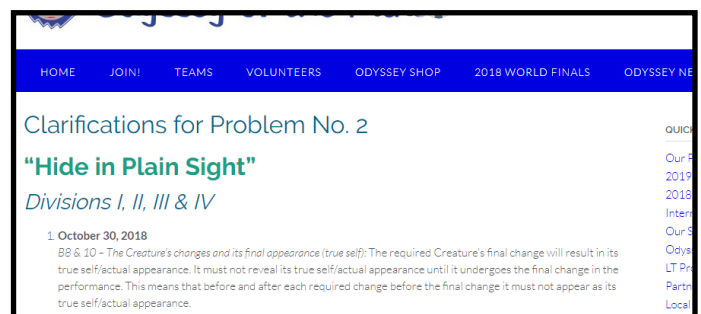 HOME JOIN! TEAMS VOLUNTEERS ODYSSEY SHOP 2018 WORLD FINALS ODYSSEY
Clarifications for Problem No. 2
“Hide in Plain Sight”
Divisions I, II, III & IV
1. October 30, 2018
B8 & 10 – The Creature's changes and its final appearance (true self): The required Creature's final change will result in its
true self/actual appearance. It must not reveal its true self/actual appearance until it undergoes the final change in the
performance. This means that before and after each required change before the final change it must not appear as its
true self/actual appearance.
Our
2019
2018
Our
Local